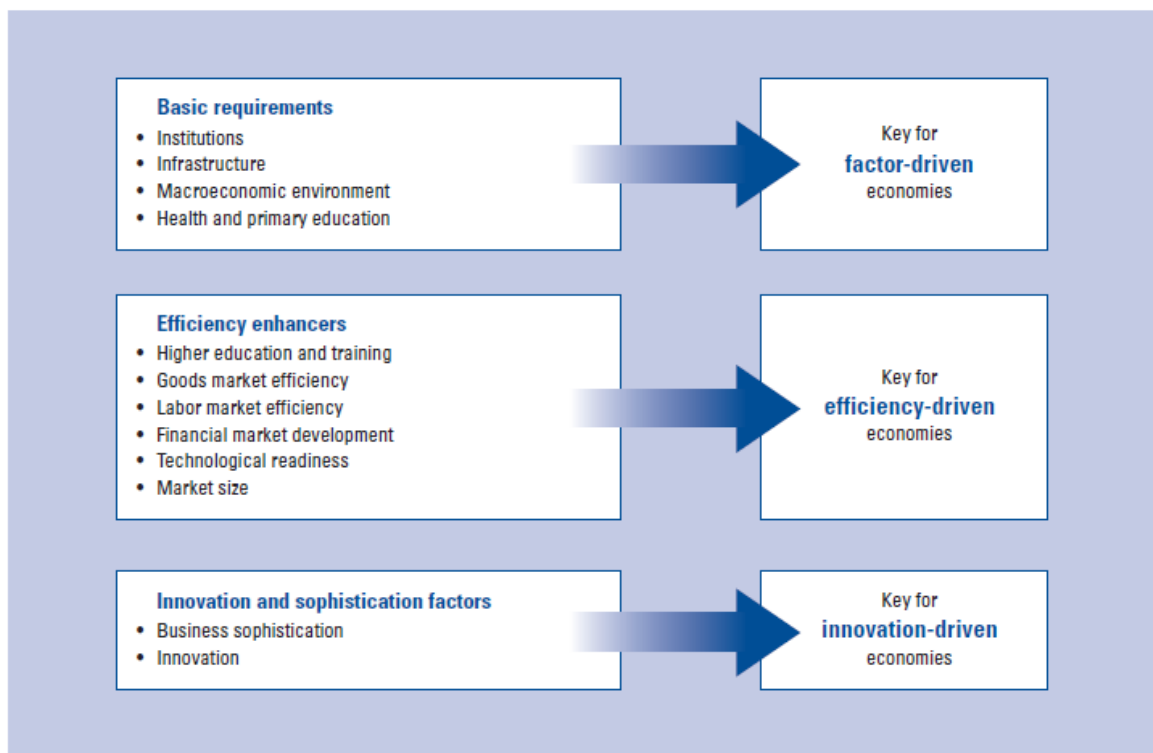 Basic requirements
• Institutions
• Infrastructure
• Macroeconomic environment
• Health and primary education
Key for
factor-driven
economies
Efficiency enhancers
• Higher education and training
• Goods market efficiency
• Labor market efficiency
• Financial market development
• Technological readiness
• Market size
Key for
efficiency-driven
economies
Innovation and sophistication factors
• Business sophistication
• Innovation
Key for
innovation-driven
economies